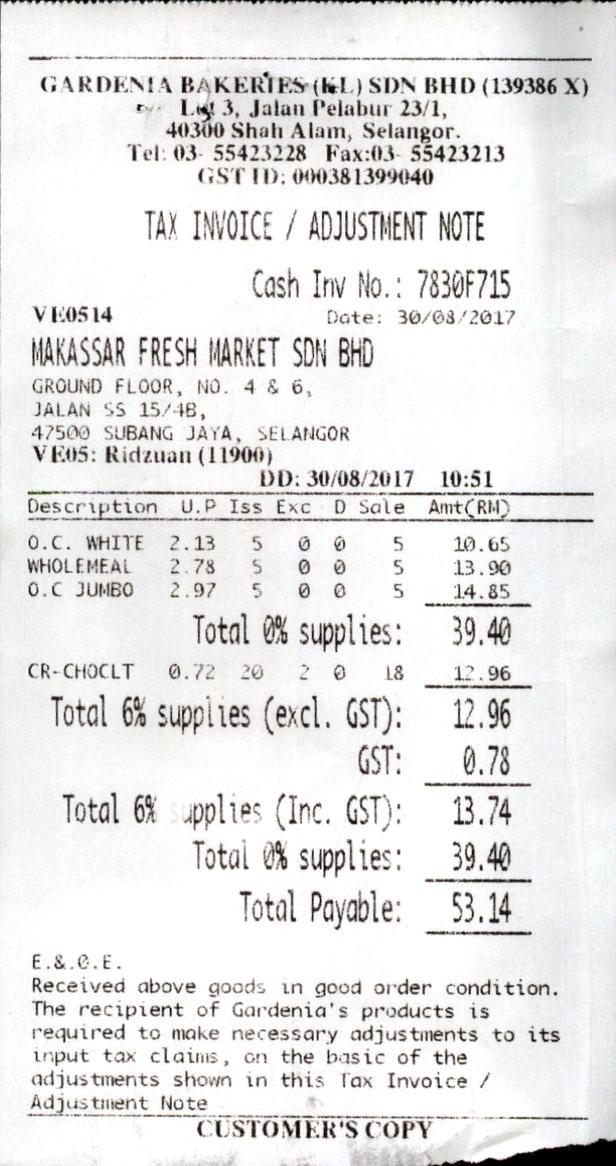 GARDENIA BAKERIES (KL) SDN BHD (139386 X)
Lot 3, Jalan Pelabur 23/1,
40300 Shah Alam, Selangor.
Tel: 03- 55423228 Fax:03- 55423213
GST ID: 000381399040
TAX INVOICE / ADJUSTMENT NOTE
Cash Inv No.: 7830F715
VE0514 Date: 30/08/2017
MAKASSAR FRESH MARKET SDN BHD
GROUND FLOOR, NO. 4 & 6,
JALAN SS 15/4B,
47500 SUBANG JAYA, SELANGOR
VE05: Ridzuan (11900)
DD: 30/08/2017 10:51
Description U.P Iss Exc D Sale Amt(RM)
O.C. WHITE 2.13 5 0 0 5 10.65
WHOLEMEAL 2.78 5 0 0 5 13.90
O.C JUMBO 2.97 5 0 0 5 14.85
Total 0% supplies: 39.40
CR-CHOCLT 0.72 20 2 0 18 12.96
Total 6% supplies (excl. GST): 12.96
GST: 0.78
Total 6% supplies (Inc. GST): 13.74
Total 0% supplies: 39.40
Total Payable: 53.14
E.&.O.E.
Received above goods in good order condition.
The recipient of Gardenia's products is
required to make necessary adjustments to its
input tax claims, on the basic of the
adjustments shown in this Tax Invoice /
Adjustment Note
CUSTOMER'S COPY